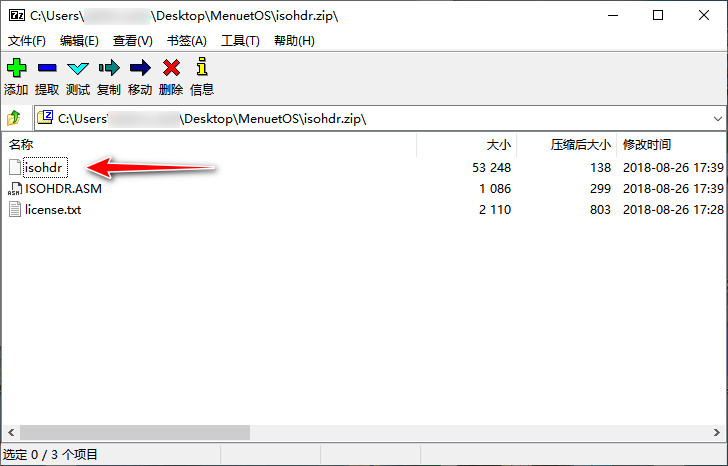 C:\Users\ \Desktop\MenuetOS\isohdr.zip\
文件(F) 编辑(E) 查看(V) 书签(A) 工具(T) 帮助(H)
添加 提取 测试 复制 移动 删除 信息
C:\Users\ \Desktop\MenuetOS\isohdr.zip\
名称 大小 压缩后大小 修改时间
isohdr 53 248 138 2018-08-26 17:39
ISOHDR.ASM 1 086 299 2018-08-26 17:39
license.txt 2 110 803 2018-08-26 17:28
选定 0 / 3 个项目